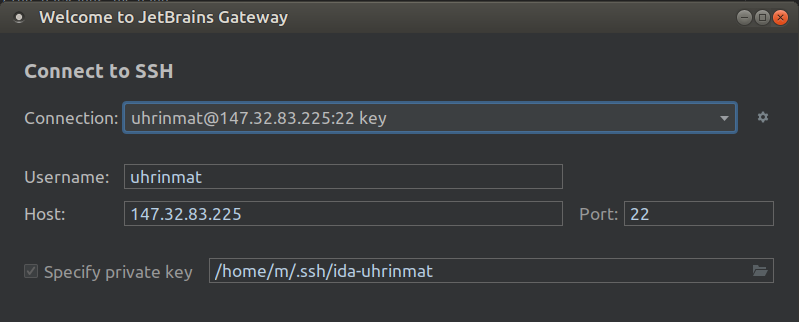 Welcome to JetBrains Gateway
Connect to SSH
Connection: uhrinmat@147.32.83.225:22 key
Username: uhrinmat
Host: 147.32.83.225 Port: 22
Specify private key /home/m/.ssh/ida-uhrinmat